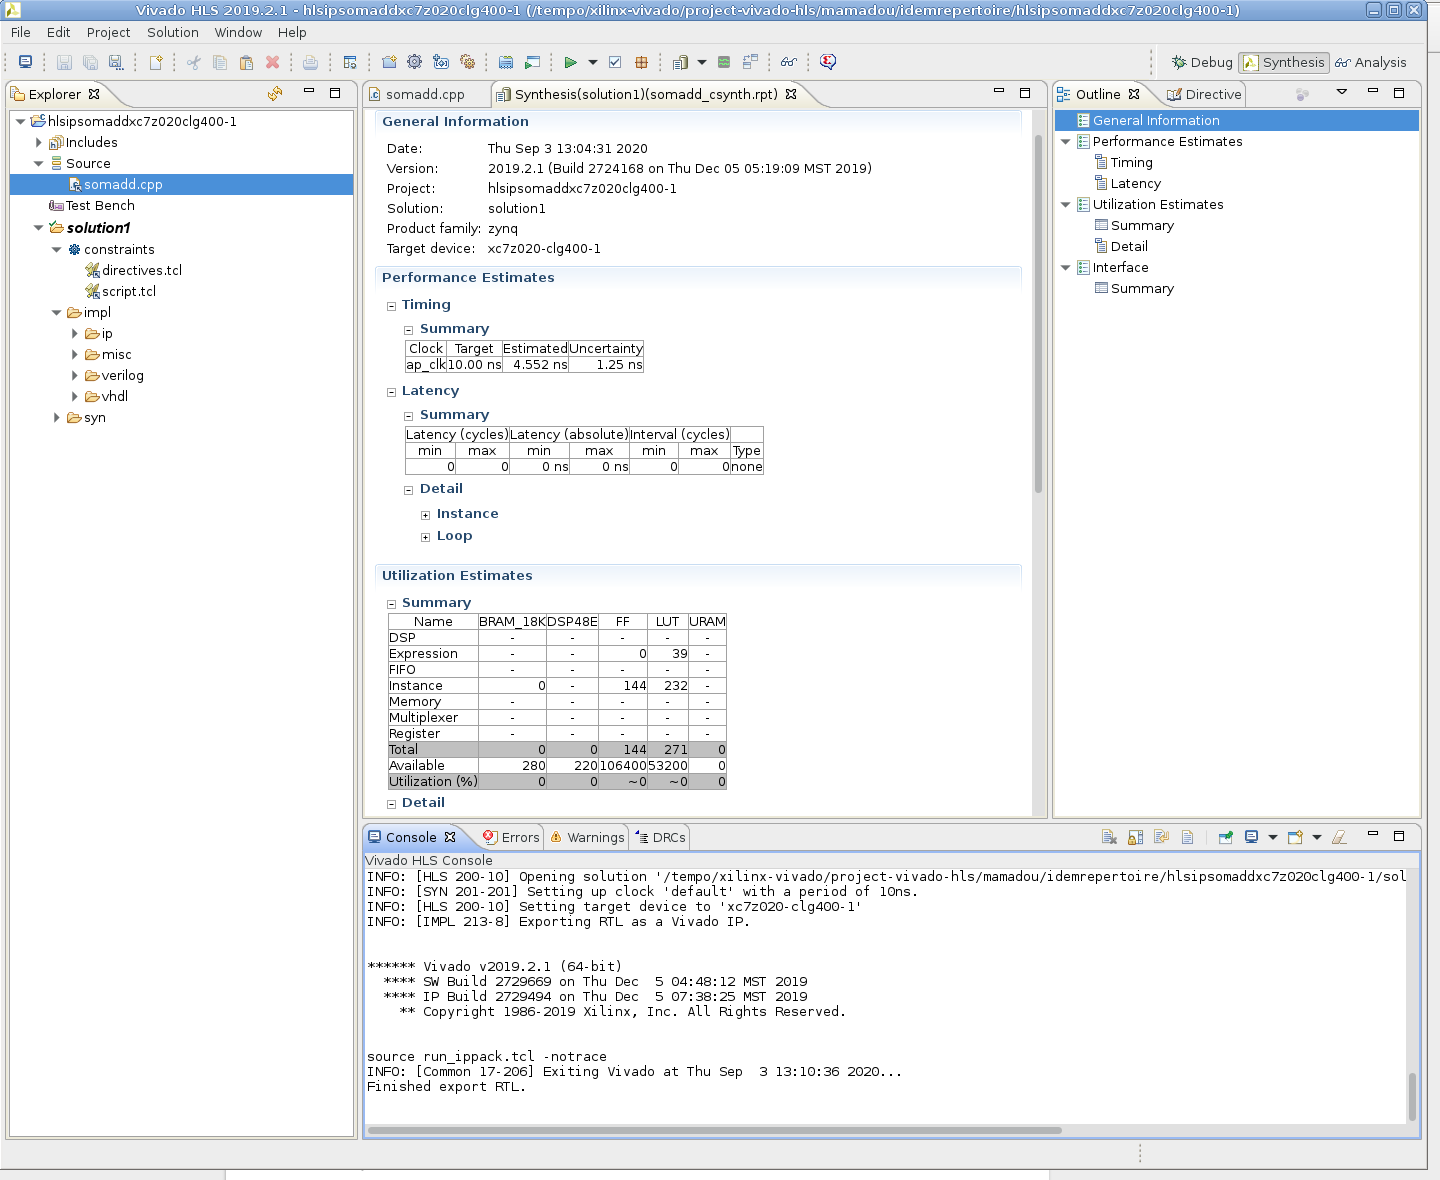 Vivado HLS 2019.2.1 - hlsipsomaddxc7z020clg400-1 (/tempo/xilinx-vivado/project-vivado-hls/mamadou/idemrepertoire/hlsipsomaddxc7z020clg400-1)
File Edit Project Solution Window Help
Debug Synthesis Analysis
Explorer
hlsipsomaddxc7z020clg400-1
Includes
Source
somadd.cpp
Test Bench
solution1
constraints
directives.tcl
script.tcl
impl
ip
misc
verilog
vhdl
syn
somadd.cpp Synthesis(solution1)(somadd_csynth.rpt)
General Information
Date: Thu Sep 3 13:04:31 2020
Version: 2019.2.1 (Build 2724168 on Thu Dec 05 05:19:09 MST 2019)
Project: hlsipsomaddxc7z020clg400-1
Solution: solution1
Product family: zynq
Target device: xc7z020-clg400-1
Performance Estimates
Timing
Summary
Clock Target Estimated Uncertainty
ap_clk 10.00 ns 4.552 ns 1.25 ns
Latency
Summary
Latency (cycles) Latency (absolute) Interval (cycles)
min max min max min max Type
0 0 0 ns 0 ns 0 0 none
Detail
Instance
Loop
Utilization Estimates
Summary
Name BRAM_18K DSP48E FF LUT URAM
DSP - - - - -
Expression - - 0 39 -
FIFO - - - - -
Instance 0 - 144 232 -
Memory - - - - -
Multiplexer - - - - -
Register - - - - -
Total 0 0 144 271 0
Available 280 220 106400 53200 0
Utilization (%) 0 0 ~0 ~0 0
Detail
Outline Directive
General Information
Performance Estimates
Timing
Latency
Utilization Estimates
Summary
Detail
Interface
Summary
Console Errors Warnings DRCs
Vivado HLS Console
INFO: [HLS 200-10] Opening solution '/tempo/xilinx-vivado/project-vivado-hls/mamadou/idemrepertoire/hlsipsomaddxc7z020clg400-1/sol
INFO: [SYN 201-201] Setting up clock 'default' with a period of 10ns.
INFO: [HLS 200-10] Setting target device to 'xc7z020-clg400-1'
INFO: [IMPL 213-8] Exporting RTL as a Vivado IP.
****** Vivado v2019.2.1 (64-bit)
**** SW Build 2729669 on Thu Dec  5 04:48:12 MST 2019
**** IP Build 2729494 on Thu Dec  5 07:38:25 MST 2019
** Copyright 1986-2019 Xilinx, Inc. All Rights Reserved.
source run_ippack.tcl -notrace
INFO: [Common 17-206] Exiting Vivado at Thu Sep  3 13:10:36 2020...
Finished export RTL.